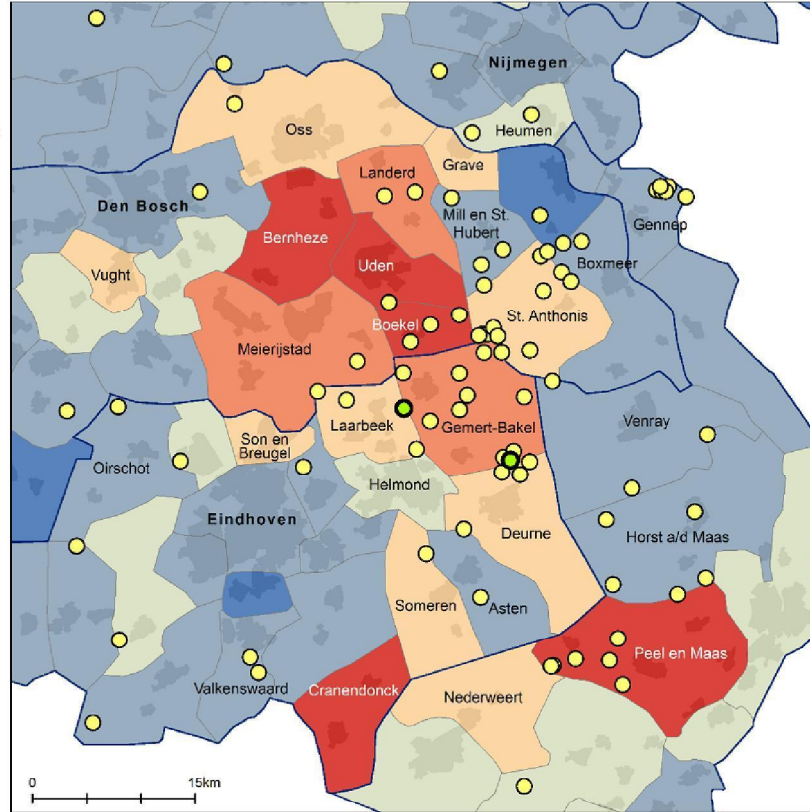 Nijmegen
Oss
Heumen
Grave
Landerd
Den Bosch
Mill en St.
Hubert
Gennep
Bernheze
Boxmeer
Uden
Vught
St. Anthonis
Boekel
Meierijstad
Venray
Laarbeek
Gemert-Bakel
Son en
Breugel
Oirschot
Helmond
Eindhoven
Deurne
Horst a/d Maas
Someren
Asten
Peel en Maas
Valkenswaard
Cranendonck
Nederweert
0 15km